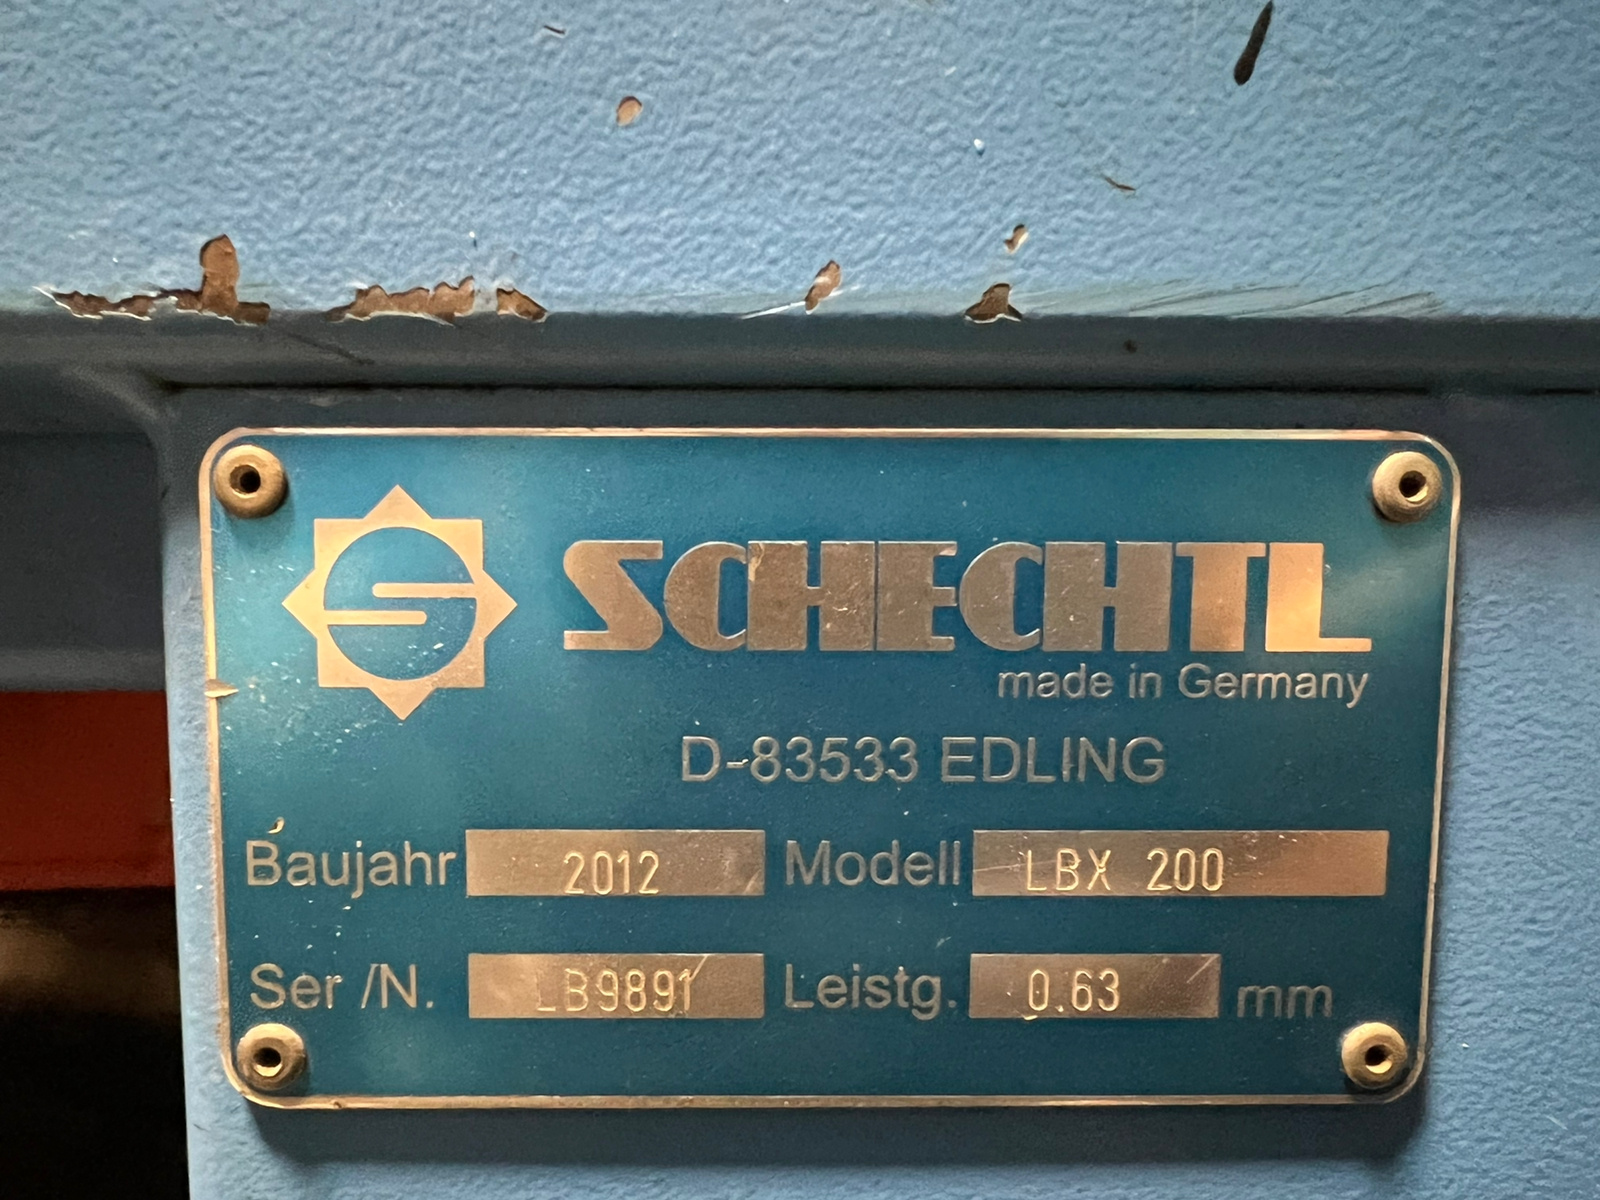 SCHECHTL
made in Germany
D-83533 EDLING
Baujahr 2012 Modell LBX 200
Ser /N. LB9891 Leistg. 0.63 mm